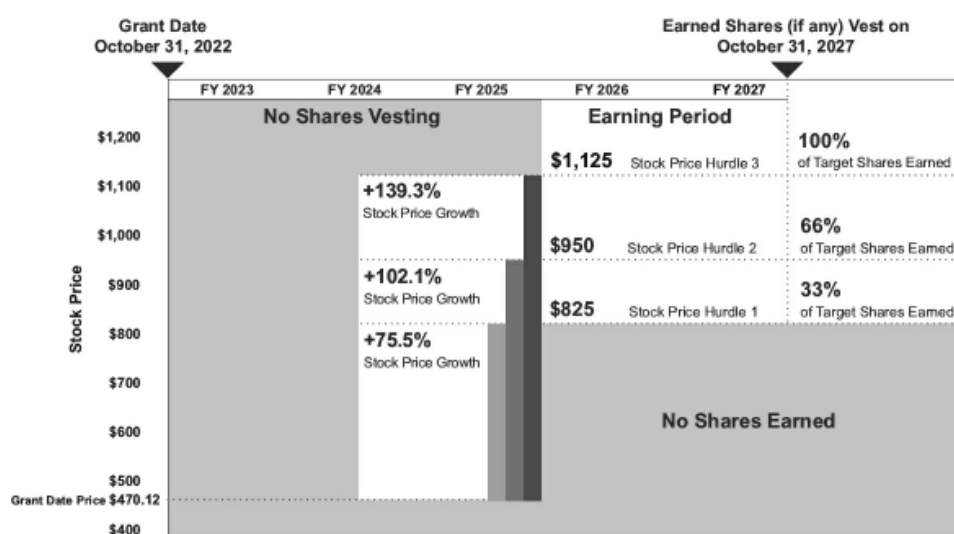 Grant Date
October 31, 2022
Earned Shares (if any) Vest on
October 31, 2027
FY 2023 FY 2024 FY 2025 FY 2026 FY 2027
No Shares Vesting
Earning Period
Stock Price
$1,200
$1,100
$1,000
$900
$800
$700
$600
$500
Grant Date Price $470.12
$400
$1,125 Stock Price Hurdle 3
100%
of Target Shares Earned
+139.3%
Stock Price Growth
$950 Stock Price Hurdle 2
66%
of Target Shares Earned
+102.1%
Stock Price Growth
$825 Stock Price Hurdle 1
33%
of Target Shares Earned
+75.5%
Stock Price Growth
No Shares Earned